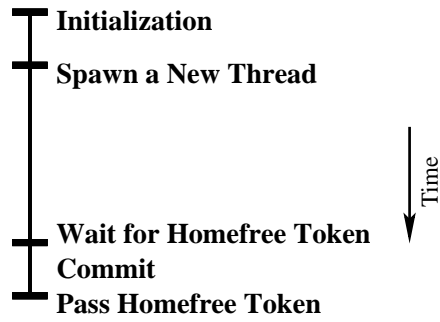 Initialization
Spawn a New Thread
Time
Wait for Homefree Token
Commit
Pass Homefree Token